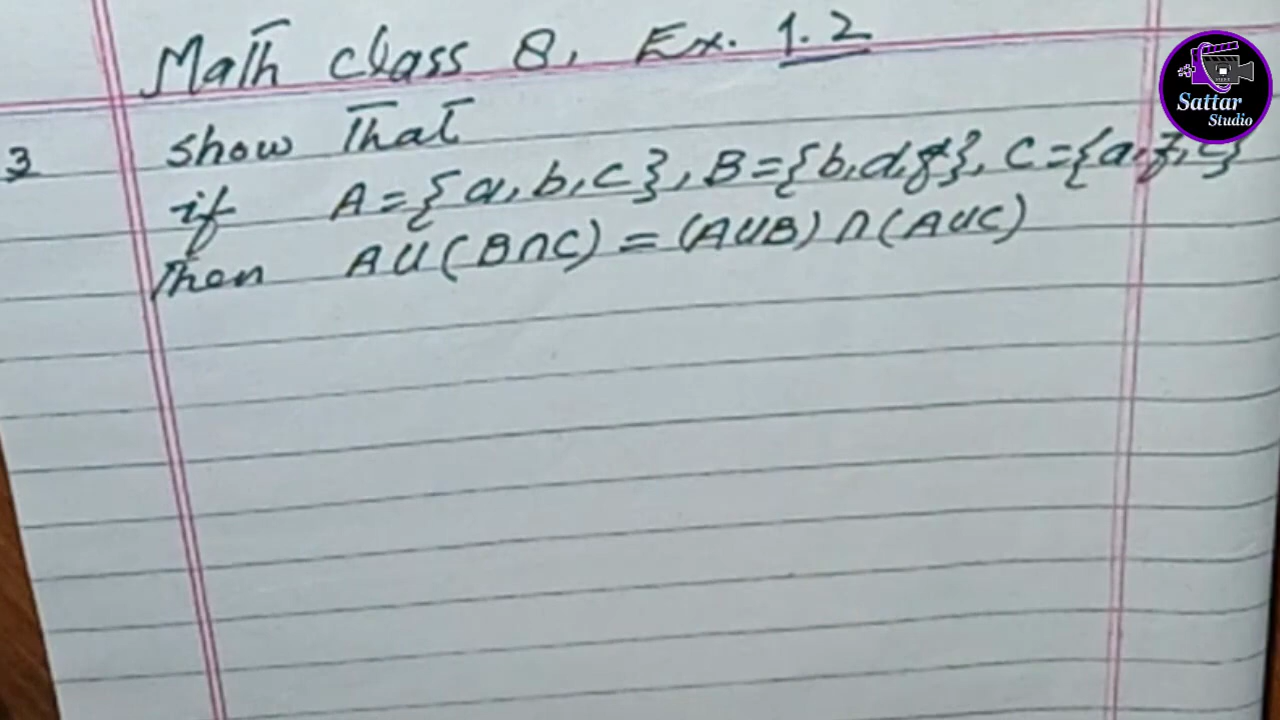 Math class 8, Ex. 1.2
Sattar
Studio
3 show That
if A={a,b,c}, B={b,d,f}, C={a,f,c}
Then A∪(B∩C) = (A∪B)∩(A∪C)